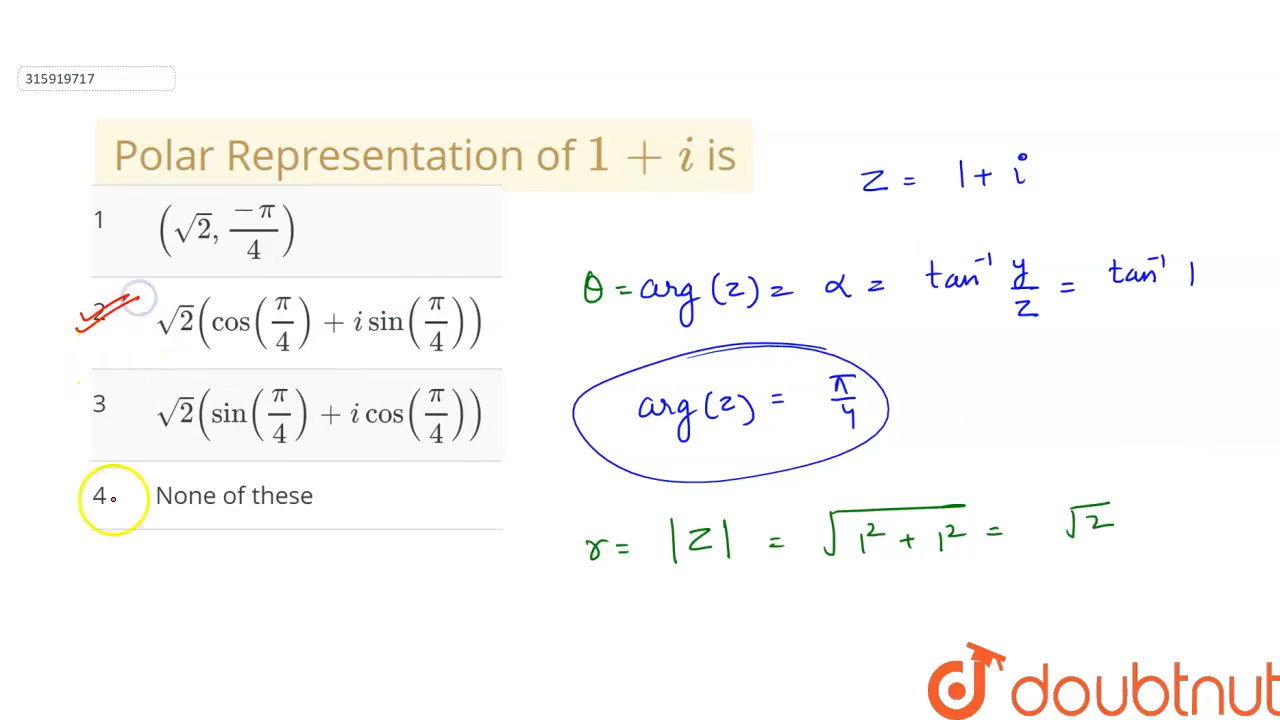 315919717
Polar Representation of 1 + i is
1 (√2, −π/4)
2 √2(cos(π/4) + i sin(π/4))
3 √2(sin(π/4) + i cos(π/4))
4 None of these
z = 1 + i
θ = arg(z) = α = tan⁻¹ y/z = tan⁻¹ 1
arg(z) = π/4
r = |z| = √1² + 1² = √2
doubtnut